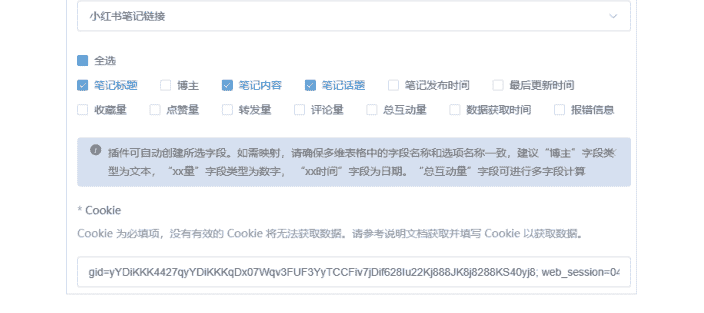 小红书笔记链接
全选
笔记标题 博主 笔记内容 笔记话题 笔记发布时间 最后更新时间
收藏量 点赞量 转发量 评论量 总互动量 数据获取时间 报错信息
插件可自动创建所选字段。如需映射，请确保多维表格中的字段名称和选项名称一致，建议“博主”字段类
型为文本，“xx量”字段类型为数字，“xx时间”字段为日期。“总互动量”字段可进行多字段计算
* Cookie
Cookie 为必填项，没有有效的 Cookie 将无法获取数据。请参考说明文档获取并填写 Cookie 以获取数据。
gid=yYDiKKK4427qyYDiKKKqDx07Wqv3FUF3YyTCCFiv7jDif628Iu22Kj888JK8j8288KS40yj8; web_session=04